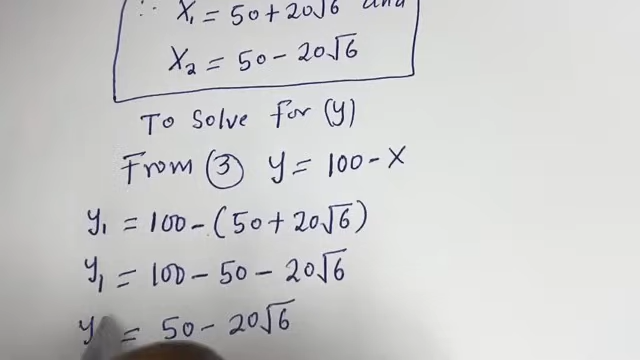 ∴ X₁ = 50 + 20√6 and
X₂ = 50 - 20√6
To Solve for (y)
From ③ y = 100 - X
y₁ = 100 - (50 + 20√6)
y₁ = 100 - 50 - 20√6
y = 50 - 20√6